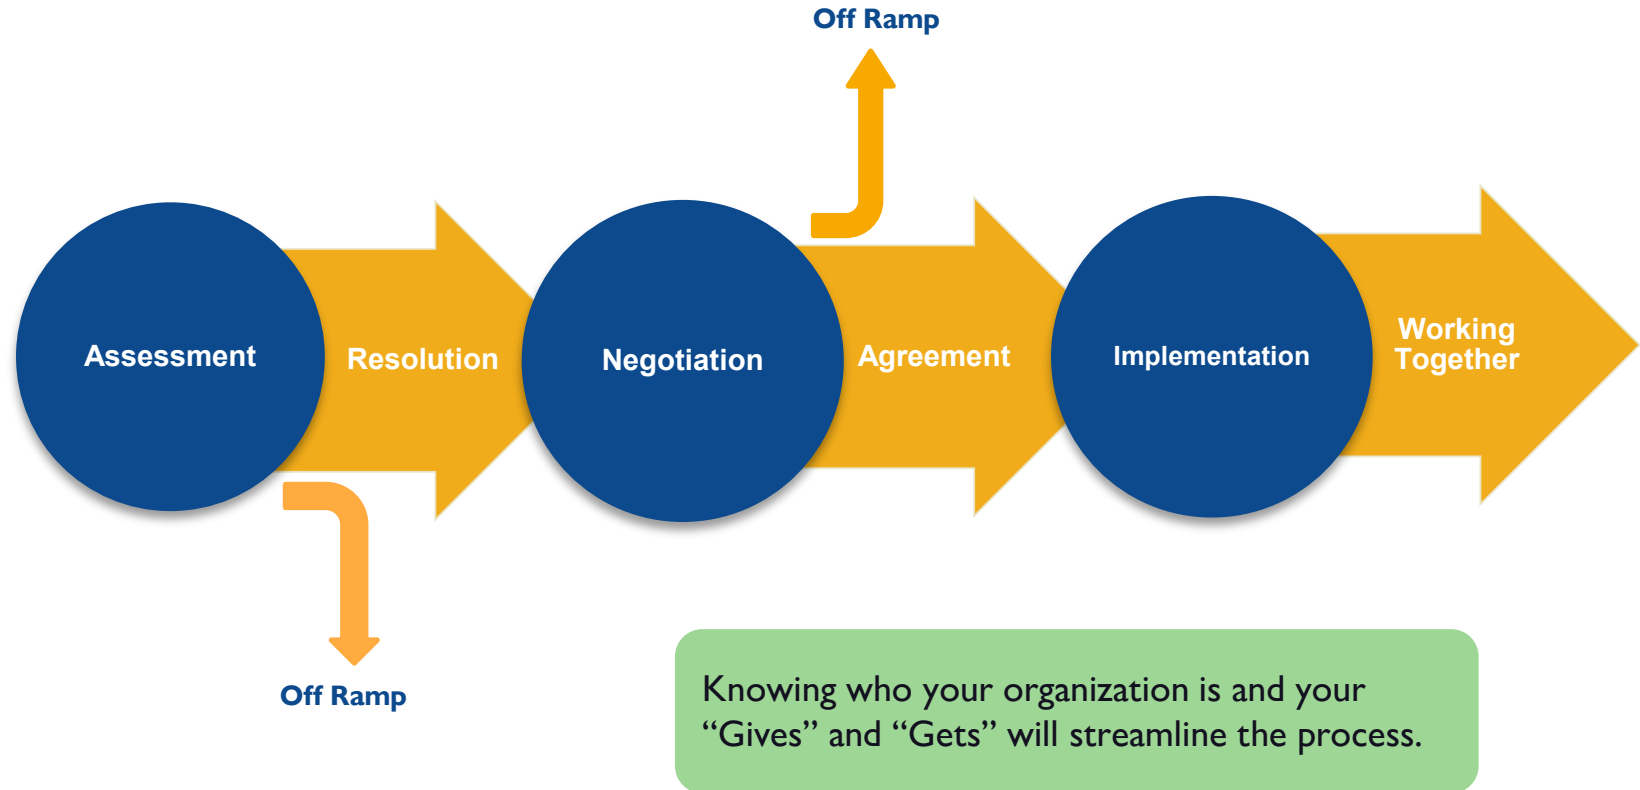 Off Ramp
Assessment
Resolution
Negotiation
Agreement
Implementation
Working
Together
Off Ramp
Knowing who your organization is and your
“Gives” and “Gets” will streamline the process.